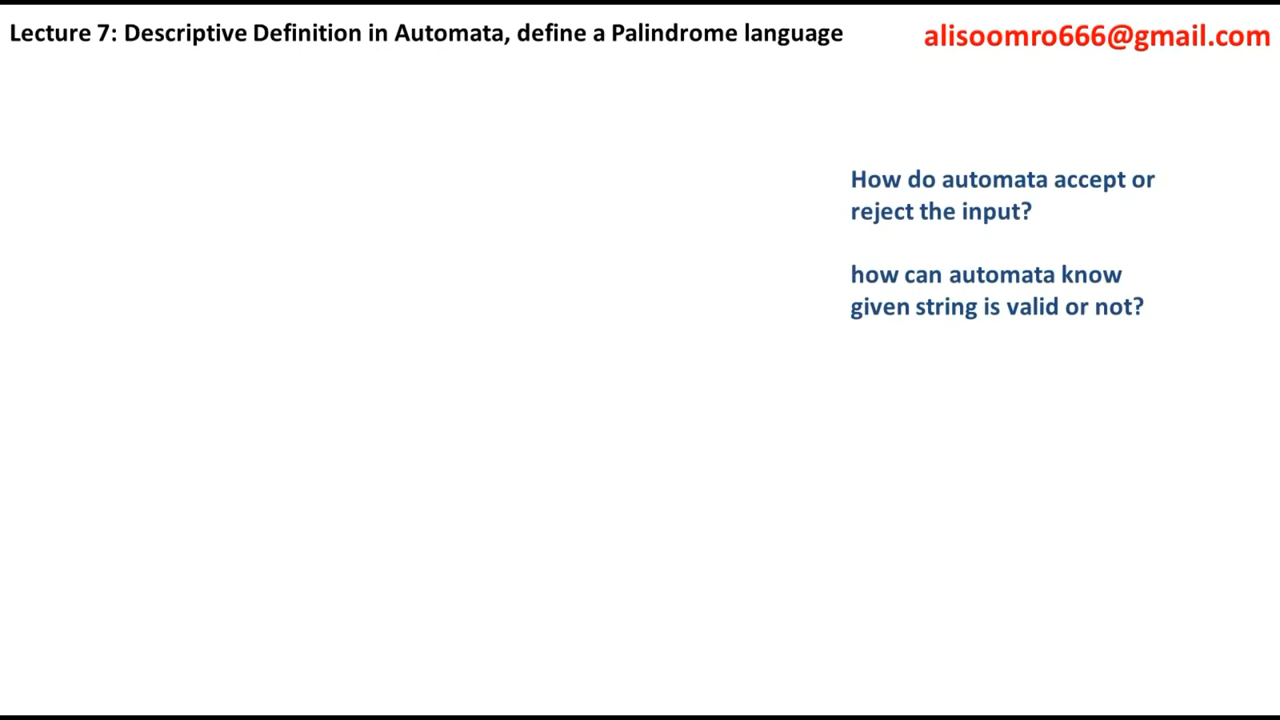 Lecture 7: Descriptive Definition in Automata, define a Palindrome language
alisoomro666@gmail.com
How do automata accept or
reject the input?
how can automata know
given string is valid or not?